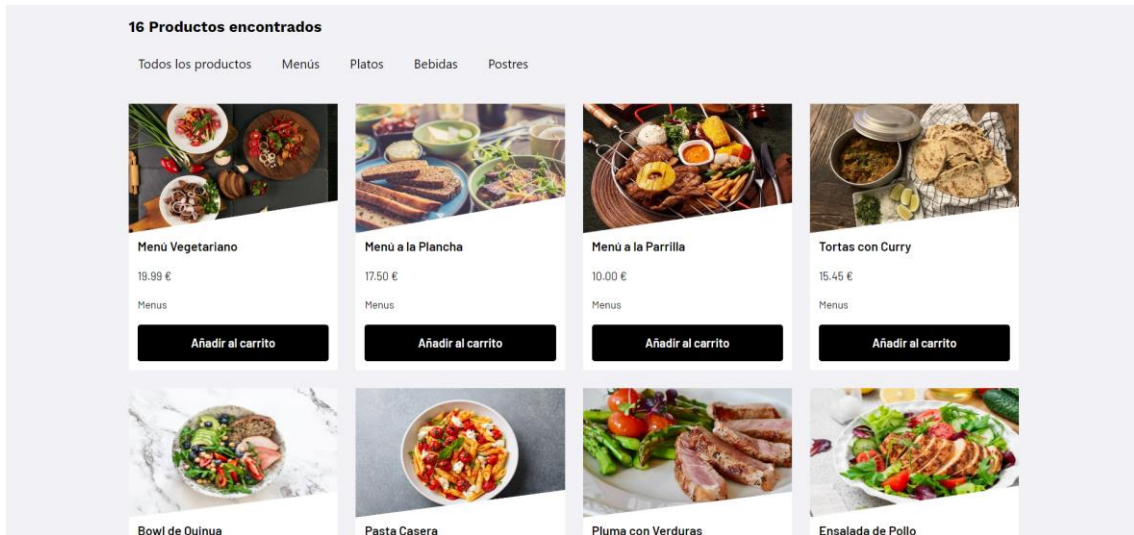 16 Productos encontrados
Todos los productos Menús Platos Bebidas Postres
Menú Vegetariano
19.99 €
Menus
Añadir al carrito
Menú a la Plancha
17.50 €
Menus
Añadir al carrito
Menú a la Parrilla
10.00 €
Menus
Añadir al carrito
Tortas con Curry
15.45 €
Menus
Añadir al carrito
Bowl de Quinua
Pasta Casera
Pluma con Verduras
Ensalada de Pollo